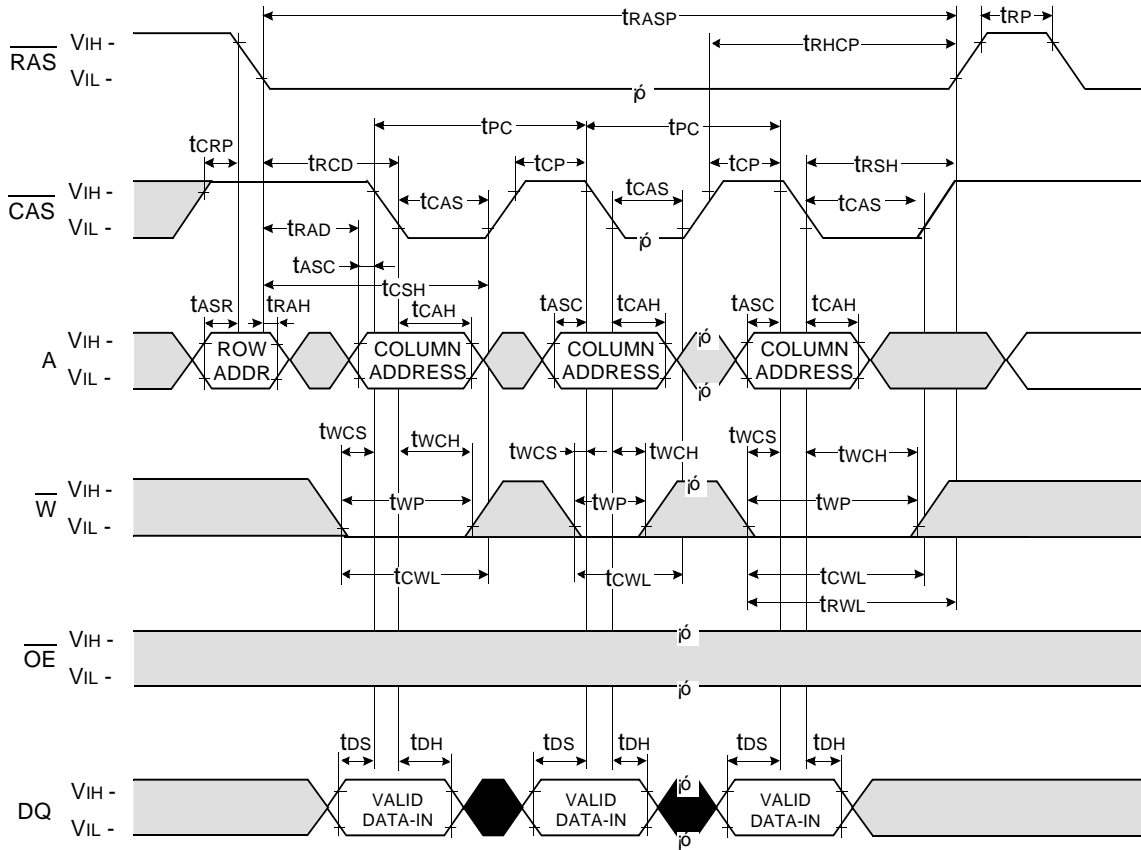 tRASP
tRP
tRHCP
RAS
VIH -
VIL -
¡ó
tPC
tPC
tCRP
tRCD
tCP
tCP
tRSH
CAS
VIH -
VIL -
tCAS
tCAS
tCAS
¡ó
tRAD
tASC
tCSH
tASR
tRAH
tCAH
tASC
tCAH
tASC
tCAH
A
VIH -
VIL -
ROW
ADDR
COLUMN
ADDRESS
COLUMN
ADDRESS
¡ó
¡ó
COLUMN
ADDRESS
tWCS
tWCH
tWCS
tWCH
tWCS
tWCH
W
VIH -
VIL -
tWP
tWP
¡ó
tWP
tCWL
tCWL
tCWL
tRWL
OE
VIH -
VIL -
¡ó
¡ó
tDS
tDH
tDS
tDH
tDS
tDH
DQ
VIH -
VIL -
VALID
DATA-IN
VALID
DATA-IN
¡ó
¡ó
VALID
DATA-IN